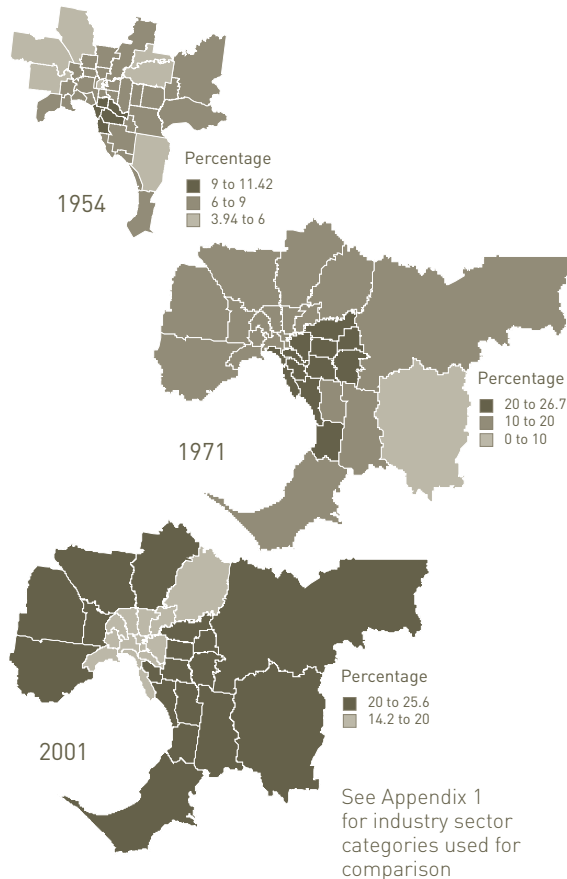 Percentage
9 to 11.42
6 to 9
3.94 to 6
1954
Percentage
20 to 26.7
10 to 20
0 to 10
1971
Percentage
20 to 25.6
14.2 to 20
2001
See Appendix 1
for industry sector
categories used for
comparison